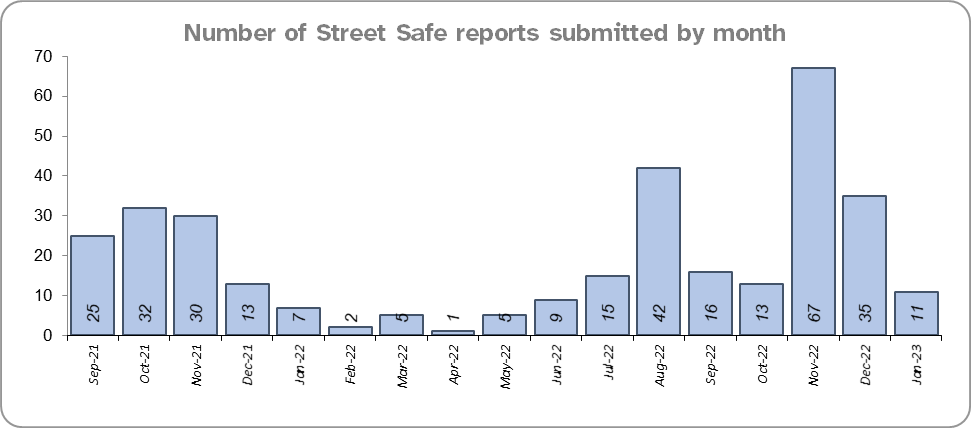 Number of Street Safe reports submitted by month
70
60
50
40
30
20
10
0
25
32
30
13
7
2
5
1
5
9
15
42
16
13
67
35
11
Sep-21
Oct-21
Nov-21
Dec-21
Jan-22
Feb-22
Mar-22
Apr-22
May-22
Jun-22
Jul-22
Aug-22
Sep-22
Oct-22
Nov-22
Dec-22
Jan-23